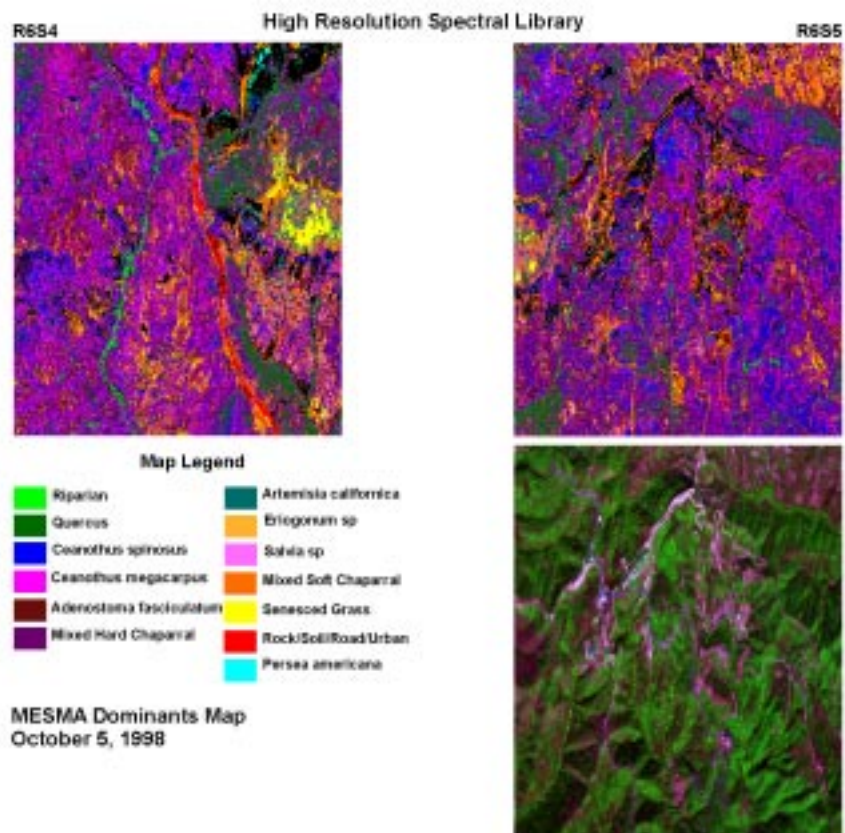 High Resolution Spectral Library
R6S4
R6S5
Map Legend
Riparian
Quercus
Ceanothus spinosus
Ceanothus megacarpus
Adenostoma fasciculatum
Mixed Hard Chaparral
Artemisia californica
Eriogonum sp
Salvia sp
Mixed Soft Chaparral
Senesced Grass
Rock/Soil/Road/Urban
Persea americana
MESMA Dominants Map
October 5, 1998